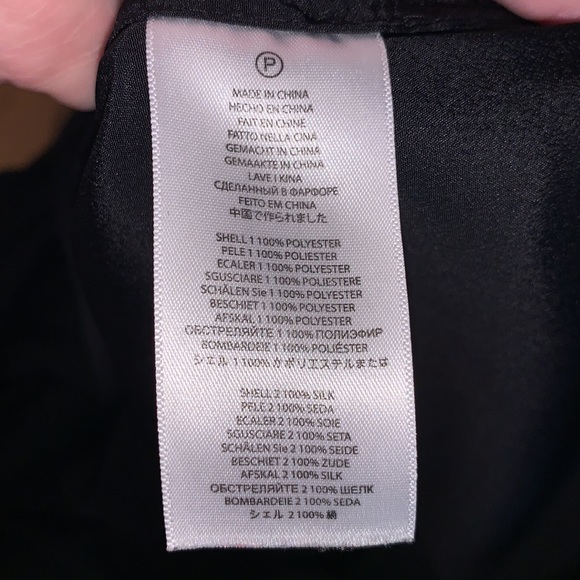 P
MADE IN CHINA
HECHO EN CHINA
FAIT EN CHINE
FATTO NELLA CINA
GEMACHT IN CHINA
GEMAAKTE IN CHINA
LAVE I KINA
СДЕЛАННЫЙ В ФАРФОРЕ
FEITO EM CHINA
中国で作られました
SHELL 1 100% POLYESTER
PELE 1 100% POLIESTER
ECALER 1 100% POLYESTER
SGUSCIARE 1 100% POLIESTERE
SCHÄLEN Sie 1 100% POLYESTER
BESCHIET 1 100% POLYESTER
AFSKAL 1 100% POLYESTER
ОБСТРЕЛЯЙТЕ 1 100% ПОЛИЭФИР
BOMBARDEIE 1 100% POLIÉSTER
シェル 1 100% かポリエステルまたは
SHELL 2 100% SILK
PELE 2 100% SEDA
ECALER 2 100% SOIE
SGUSCIARE 2 100% SETA
SCHÄLEN Sie 2 100% SEIDE
BESCHIET 2 100% ZIJDE
AFSKAL 2 100% SILK
ОБСТРЕЛЯЙТЕ 2 100% ШЕЛК
BOMBARDEIE 2 100% SEDA
シェル 2 100% 絹